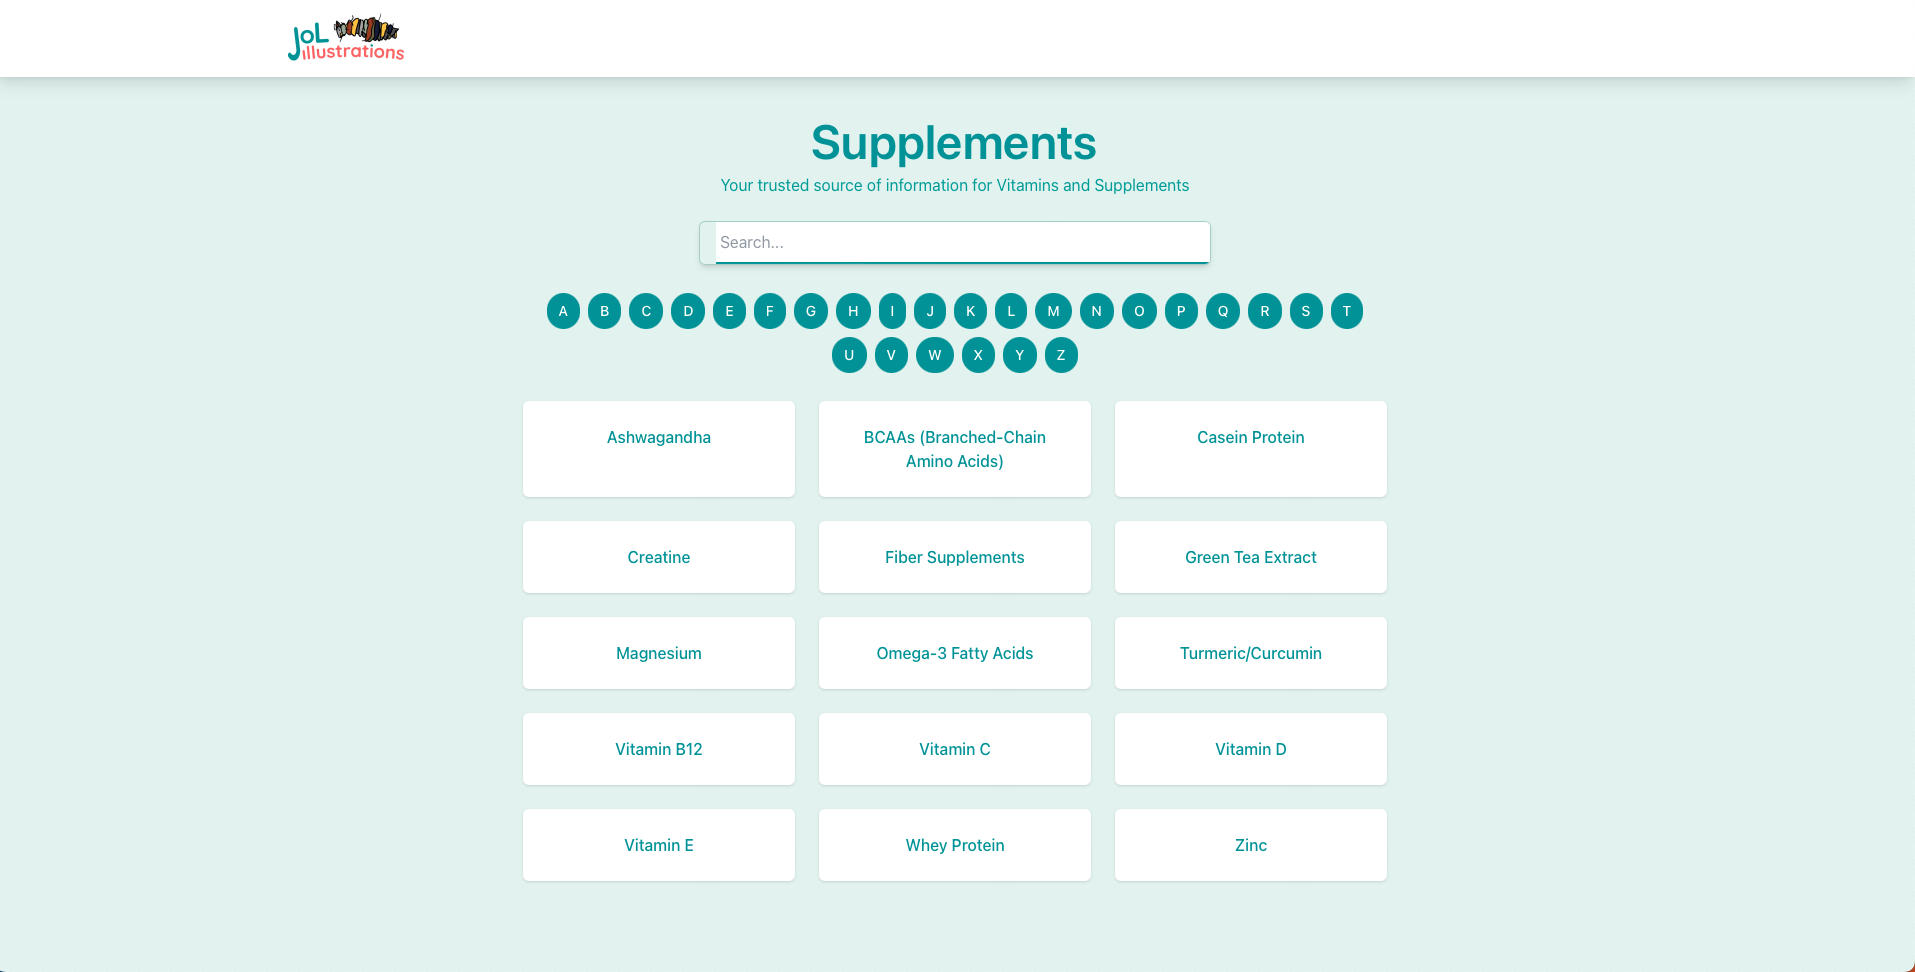 JOL
illustrations
Supplements
Your trusted source of information for Vitamins and Supplements
Search...
A B C D E F G H I J K L M N O P Q R S T
U V W X Y Z
Ashwagandha
BCAAs (Branched-Chain
Amino Acids)
Casein Protein
Creatine
Fiber Supplements
Green Tea Extract
Magnesium
Omega-3 Fatty Acids
Turmeric/Curcumin
Vitamin B12
Vitamin C
Vitamin D
Vitamin E
Whey Protein
Zinc